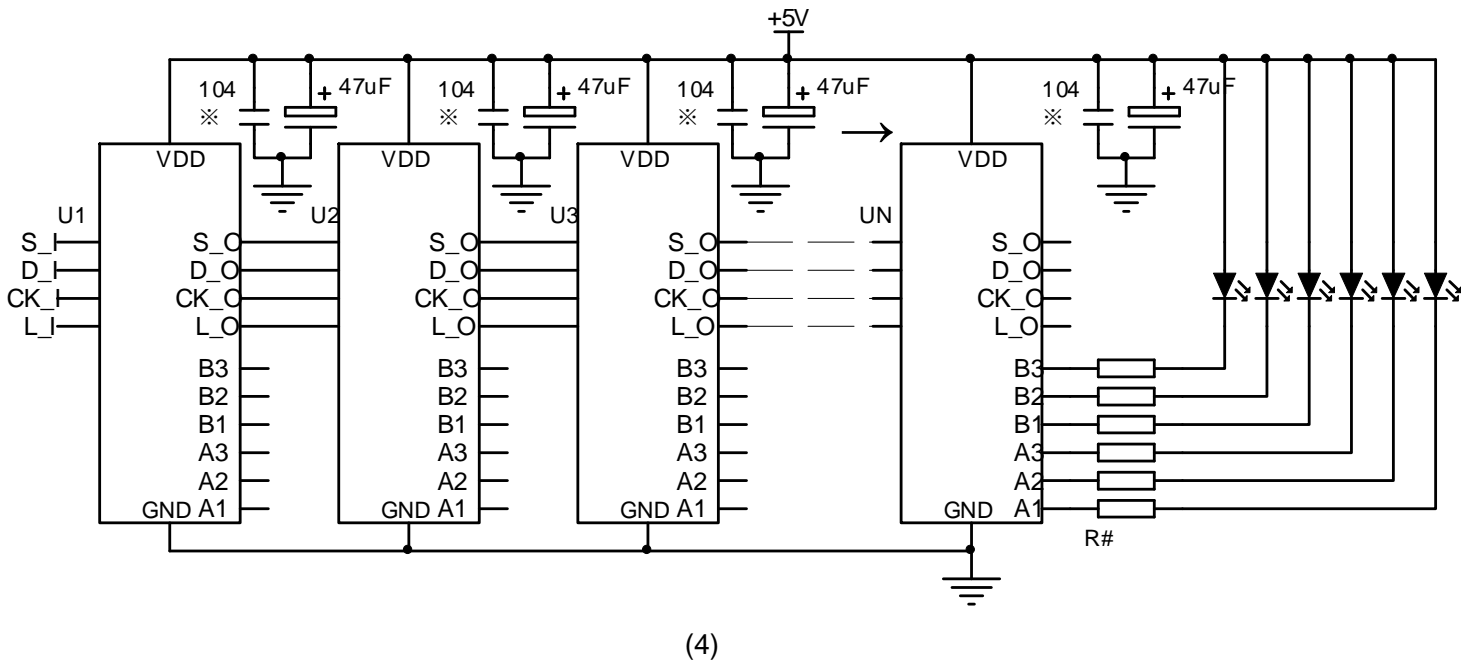 +5V
104 + 47uF 104 + 47uF 104 + 47uF 104 + 47uF
※ ※ ※ → ※
VDD VDD VDD VDD
U1 U2 U3 UN
S_I S_O S_O S_O S_O
D_I D_O D_O D_O D_O
CK_I CK_O CK_O CK_O CK_O
L_I L_O L_O L_O L_O
B3 B3 B3 B3
B2 B2 B2 B2
B1 B1 B1 B1
A3 A3 A3 A3
A2 A2 A2 A2
GND A1 GND A1 GND A1 GND A1
R#
(4)